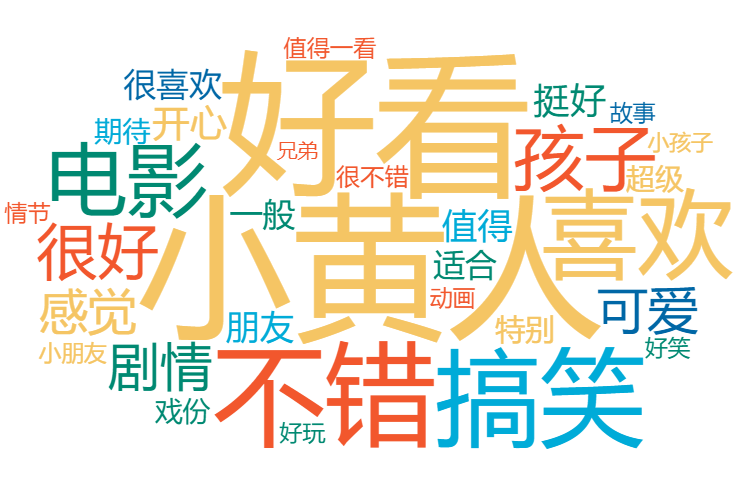 值得一看
很喜欢
好看
挺好
故事
期待
开心
孩子
小孩子
电影
兄弟
很不错
超级
情节
一般
小黄人
值得
喜欢
很好
适合
感觉
动画
可爱
朋友
特别
小朋友
剧情
不错
搞笑
好笑
戏份
好玩